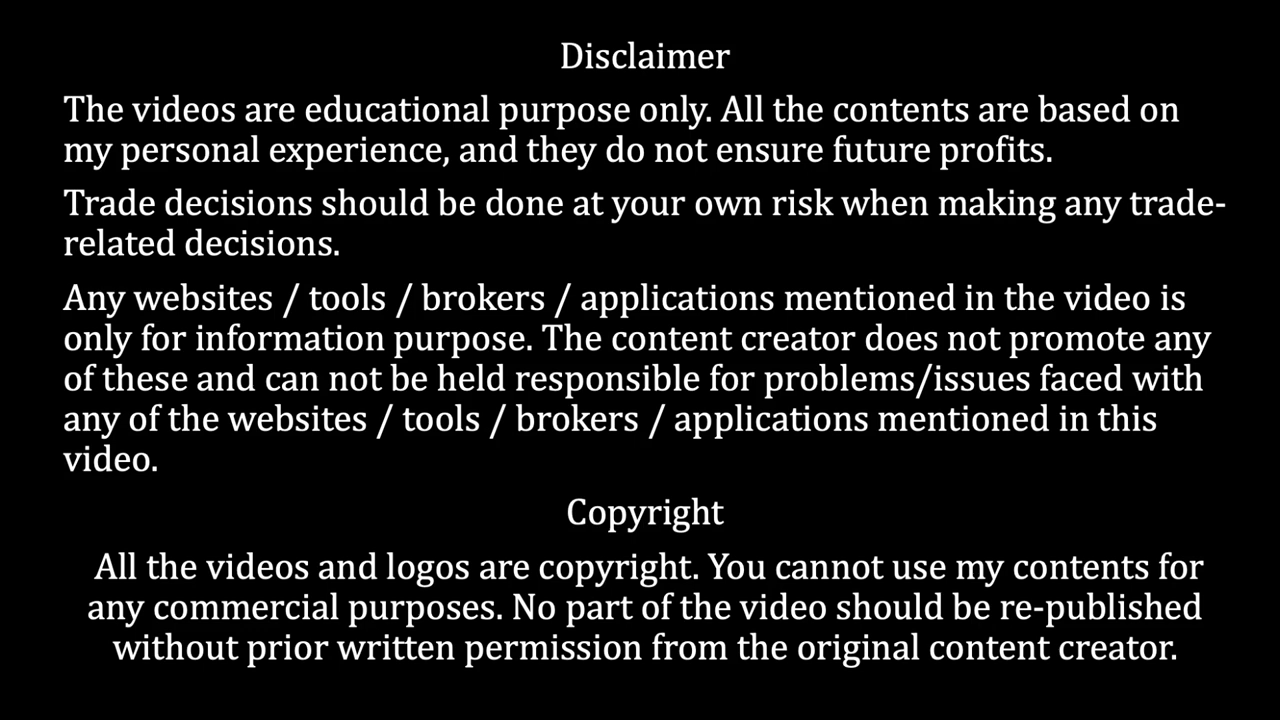 Disclaimer
The videos are educational purpose only. All the contents are based on
my personal experience, and they do not ensure future profits.
Trade decisions should be done at your own risk when making any trade-
related decisions.
Any websites / tools / brokers / applications mentioned in the video is
only for information purpose. The content creator does not promote any
of these and can not be held responsible for problems/issues faced with
any of the websites / tools / brokers / applications mentioned in this
video.
Copyright
All the videos and logos are copyright. You cannot use my contents for
any commercial purposes. No part of the video should be re-published
without prior written permission from the original content creator.